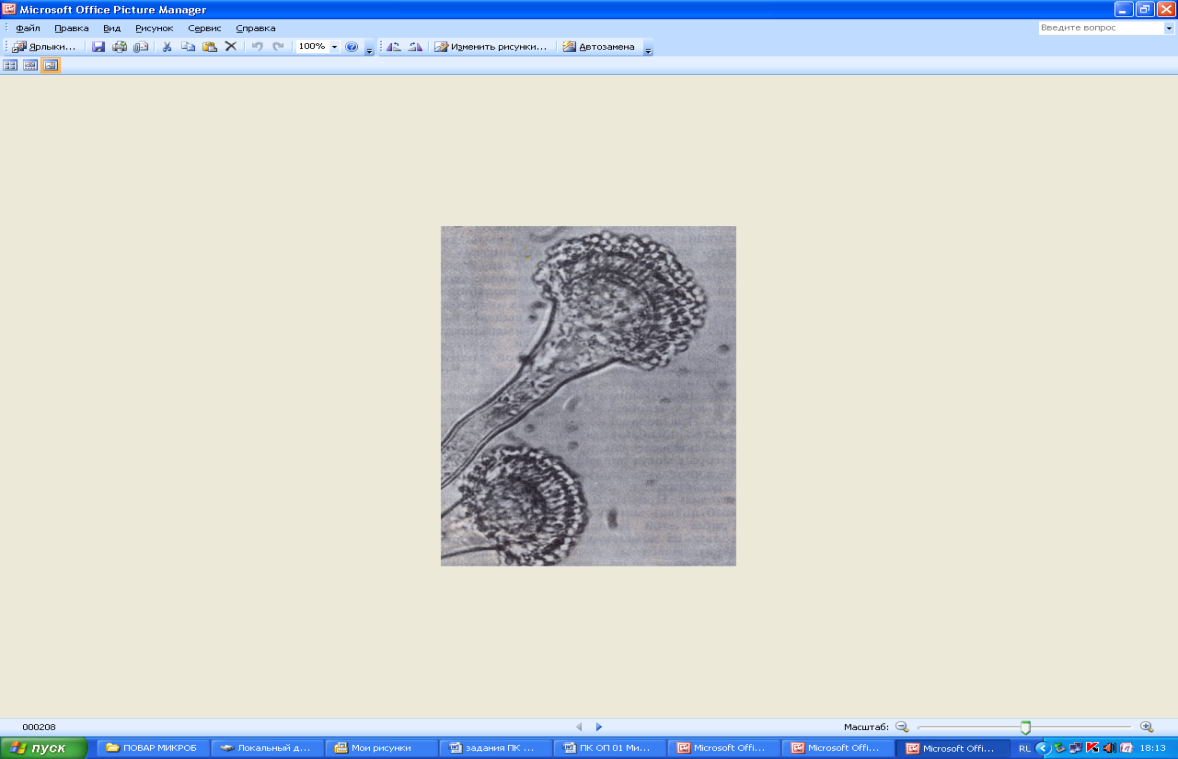 Microsoft Office Picture Manager
Файл Правка Вид Рисунок Сервис Справка
Введите вопрос
Ярлыки... 100% Изменить рисунки... Автозамена
000208
Масштаб:
пуск ПОВАР МИКРОБ Локальный д... Мои рисунки задания ПК ... ПК ОП 01 Ми... Microsoft Offi... Microsoft Offi... Microsoft Offi... RL 18:13